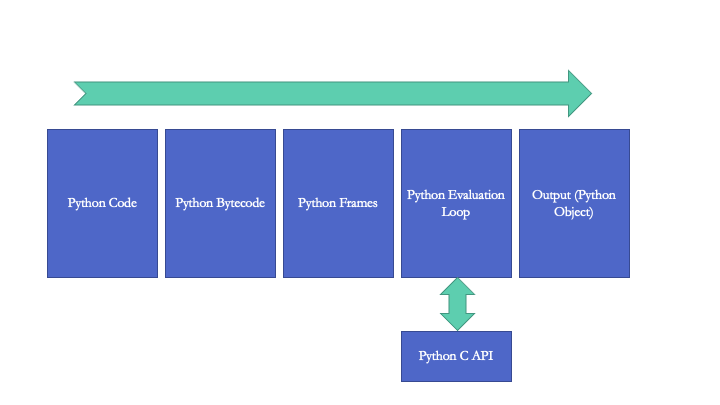 Python Code
Python Bytecode
Python Frames
Python Evaluation
Loop
Output (Python
Object)
Python C API